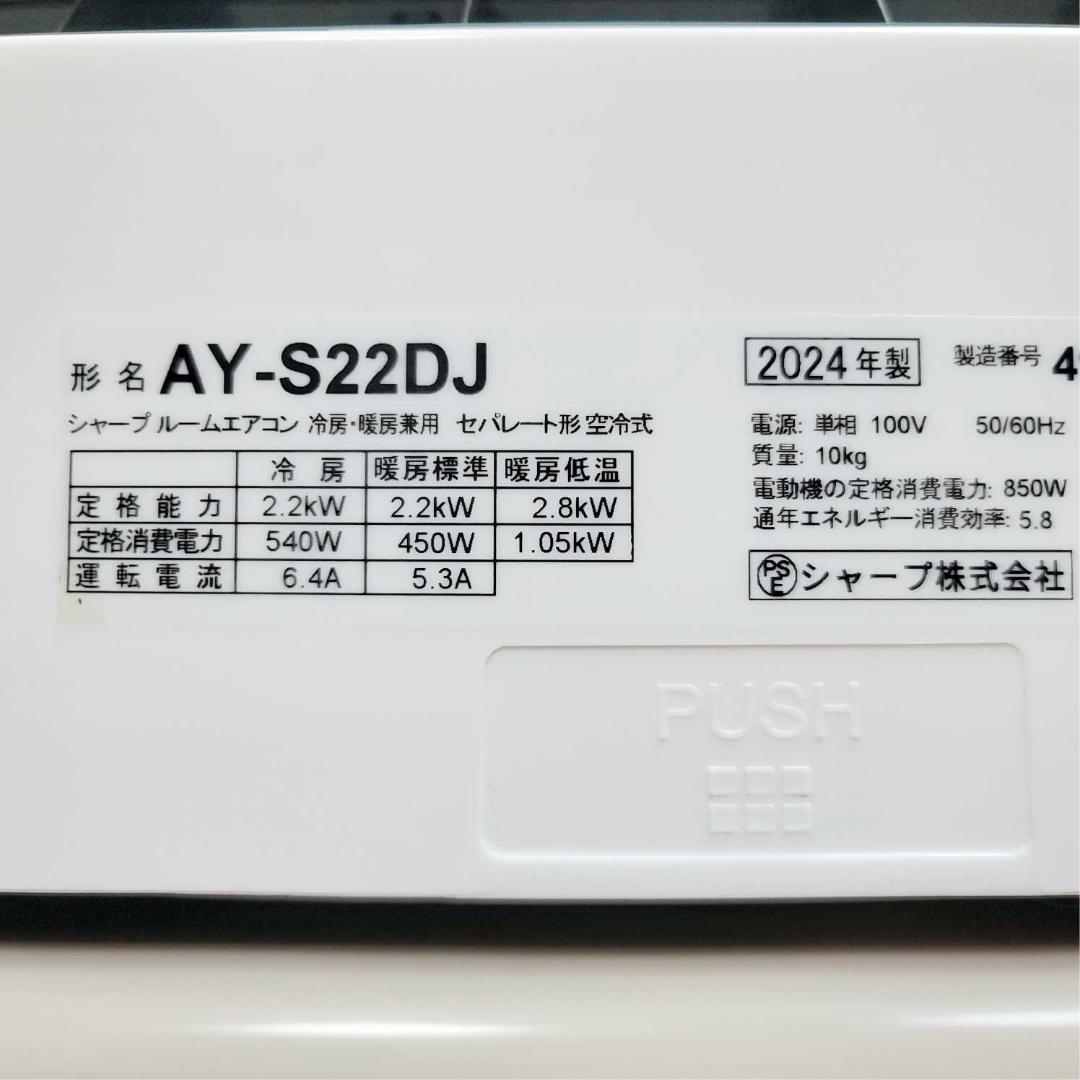 形名 AY-S22DJ
シャープ ルームエアコン 冷房・暖房兼用 セパレート形 空冷式
冷房 暖房標準 暖房低温
定格能力 2.2kW 2.2kW 2.8kW
定格消費電力 540W 450W 1.05kW
運転電流 6.4A 5.3A
2024年製 製造番号 4
電源: 単相 100V 50/60Hz
質量: 10kg
電動機の定格消費電力: 850W
通年エネルギー消費効率: 5.8
PSE シャープ株式会社
PUSH